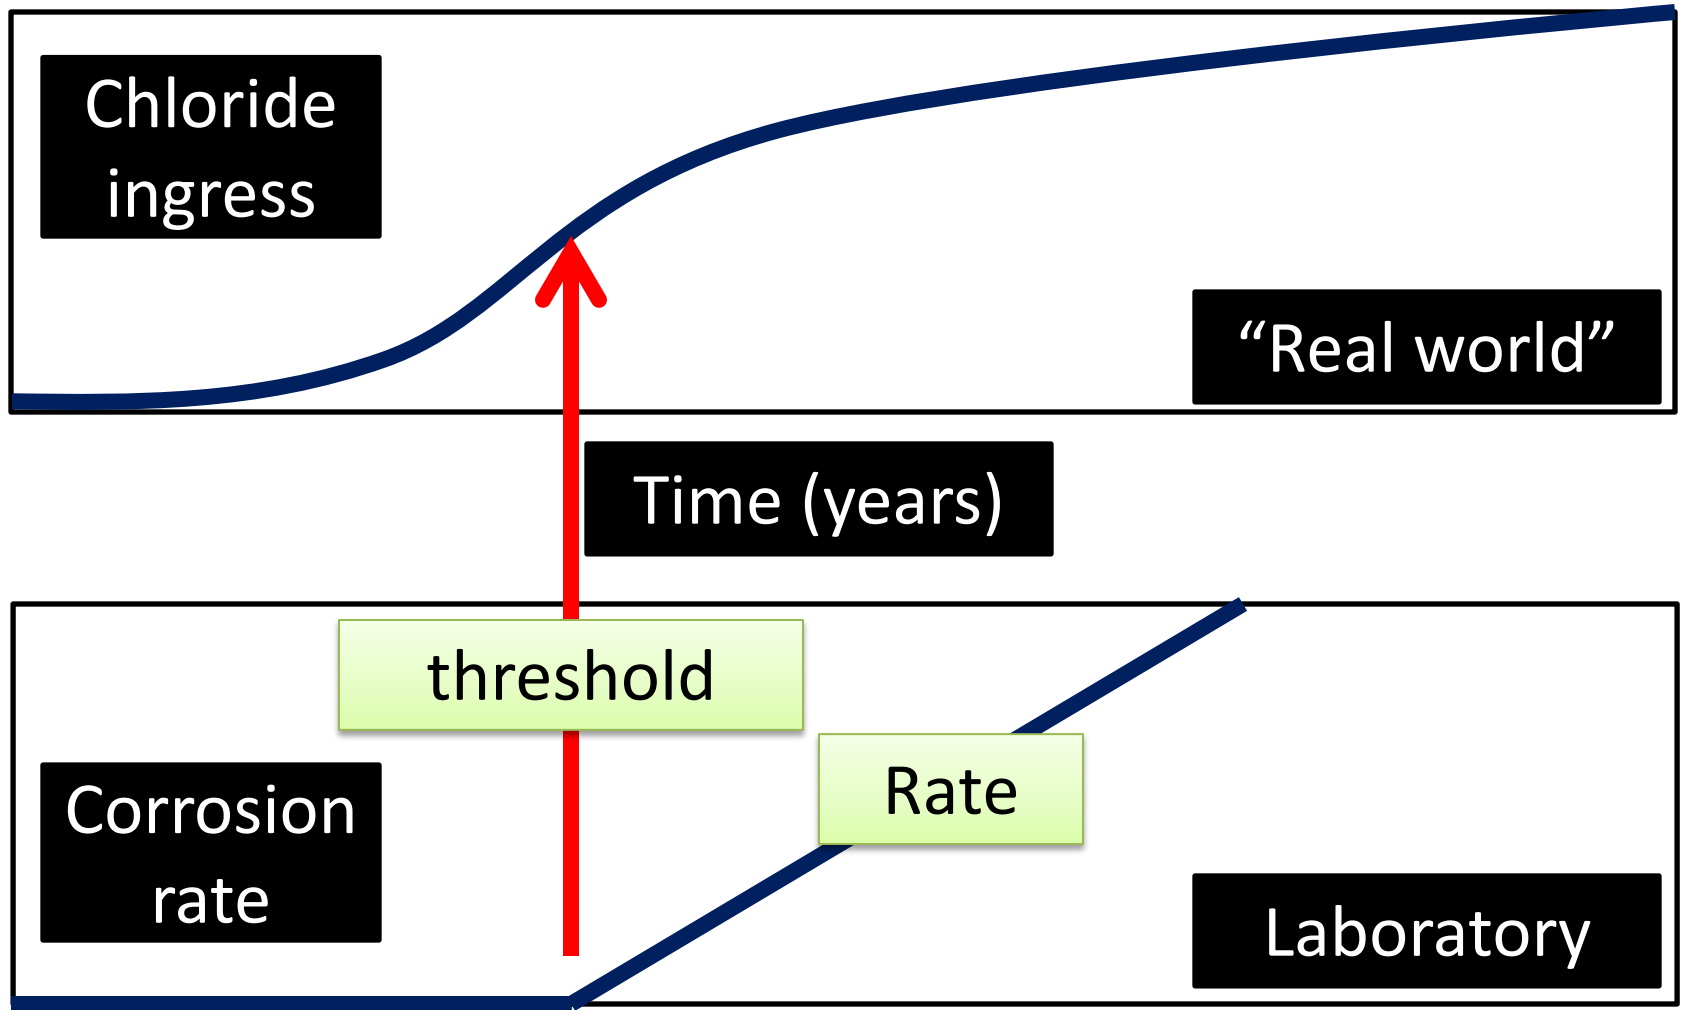 Chloride
ingress
“Real world”
Time (years)
threshold
Rate
Corrosion
rate
Laboratory